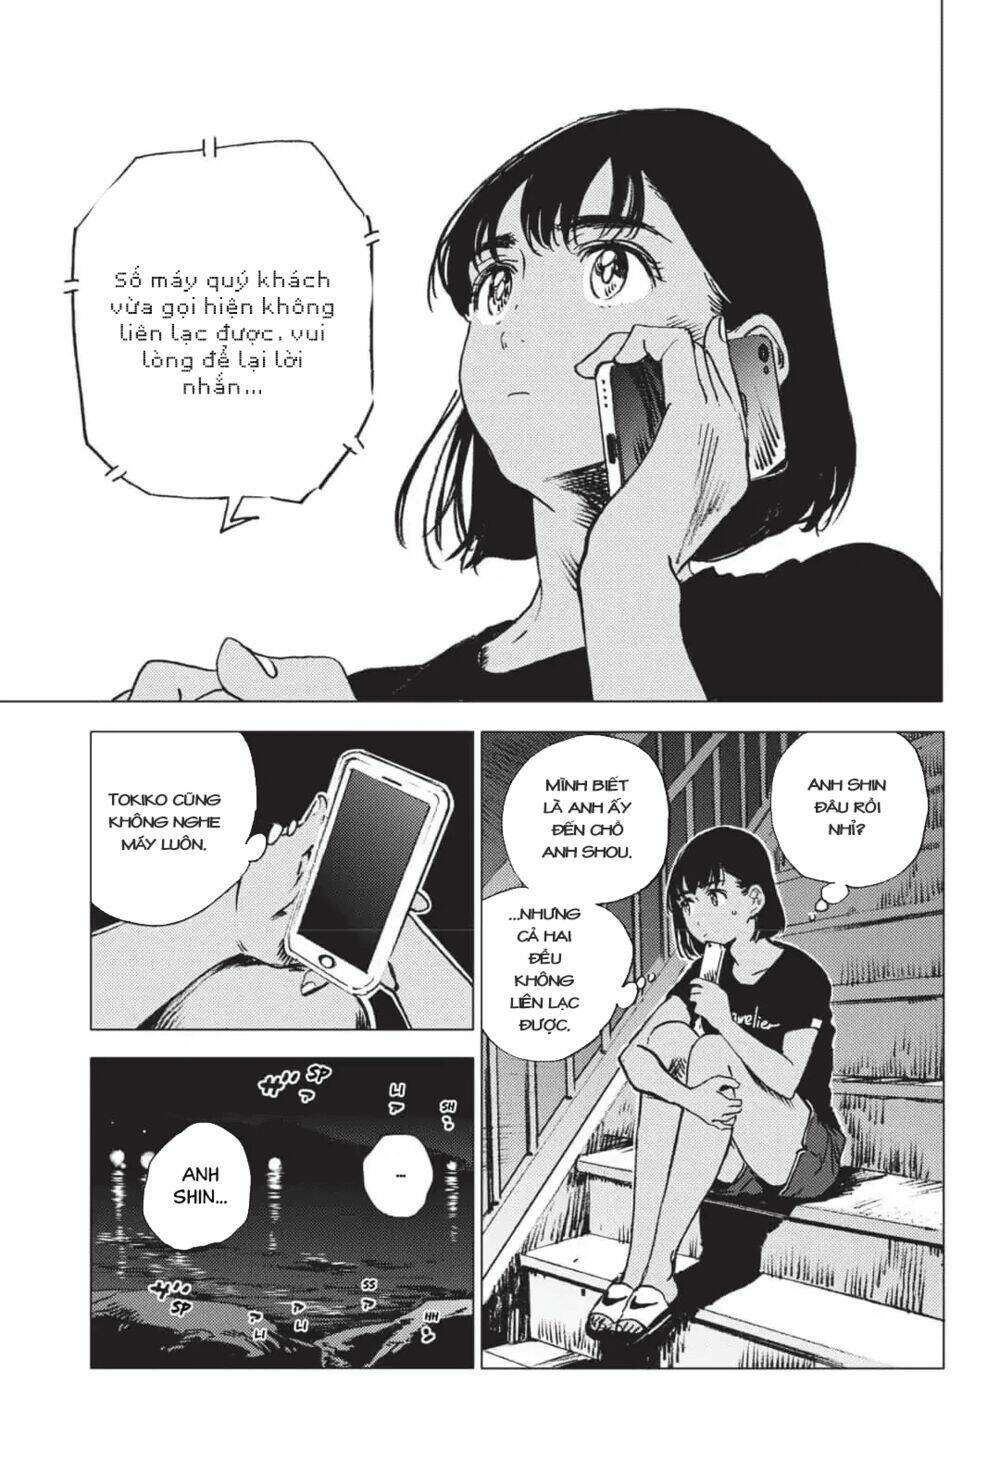 Số máy quý khách
vừa gọi hiện không
liên lạc được, vui
lòng để lại lời
nhắn...
ANH SHIN
ĐÂU RỒI
NHỈ?
MÌNH BIẾT
LÀ ANH ẤY
ĐẾN CHỖ
ANH SHOU.
...NHƯNG
CẢ HAI
ĐỀU
KHÔNG
LIÊN LẠC
ĐƯỢC.
TOKIKO CŨNG
KHÔNG NGHE
MÁY LUÔN.
SP
SH
...
ANH
SHIN...
SS
SP
HH